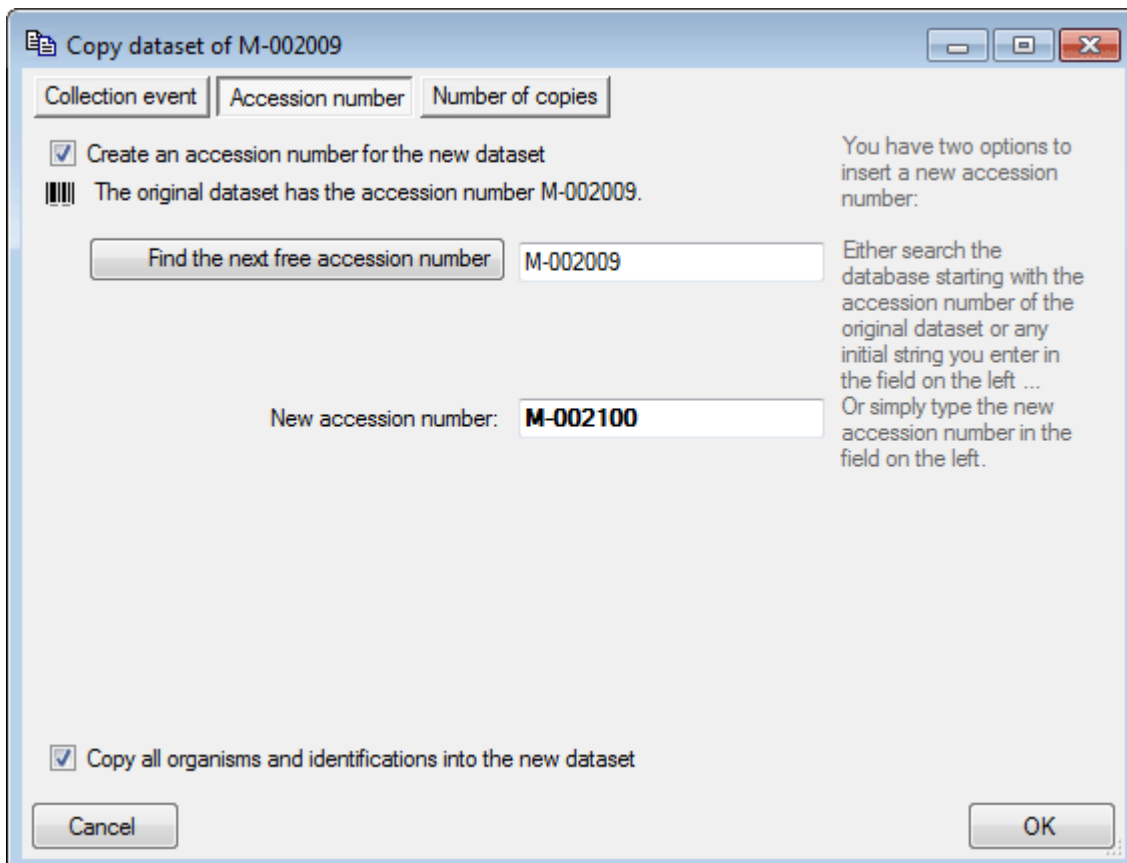 Copy dataset of M-002009
Collection event Accession number Number of copies
Create an accession number for the new dataset
The original dataset has the accession number M-002009.
Find the next free accession number M-002009
New accession number: M-002100
You have two options to
insert a new accession
number:
Either search the
database starting with the
accession number of the
original dataset or any
initial string you enter in
the field on the left ...
Or simply type the new
accession number in the
field on the left.
Copy all organisms and identifications into the new dataset
Cancel OK